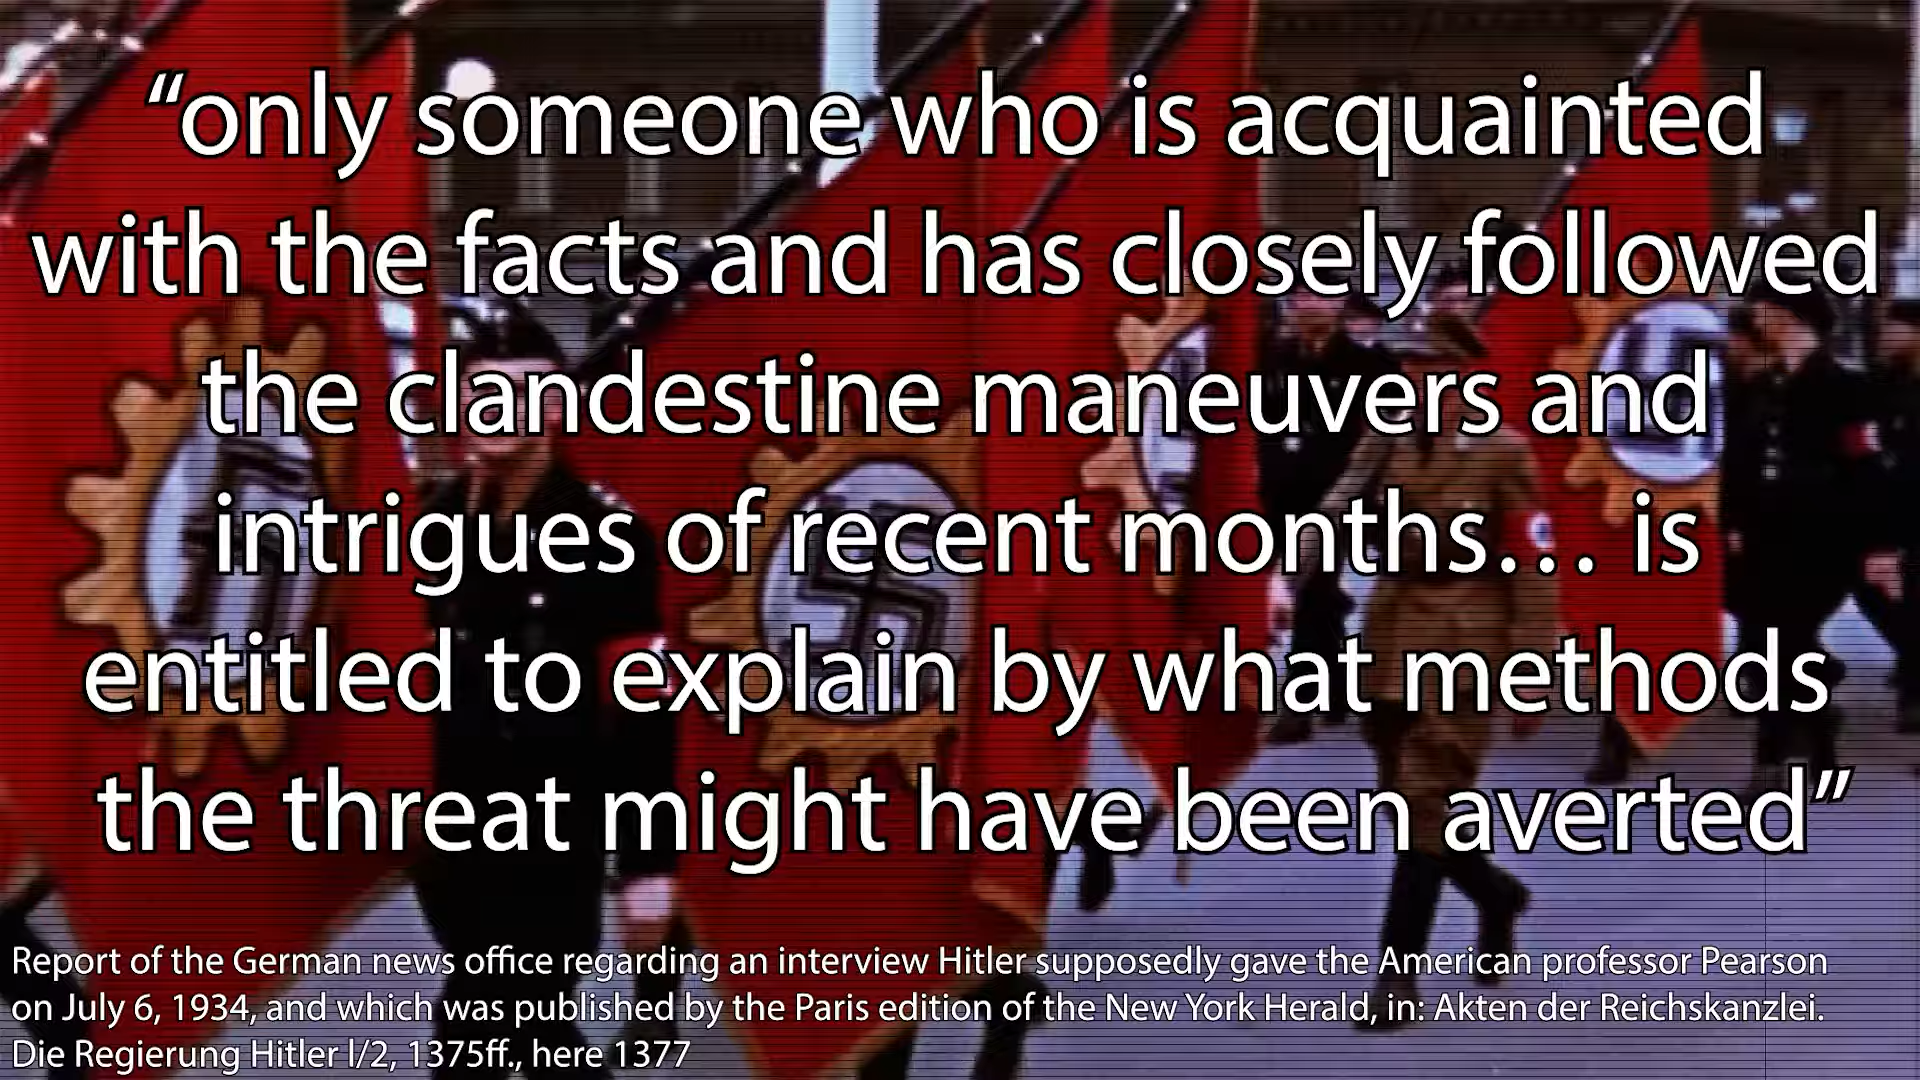 “only someone who is acquainted
with the facts and has closely followed
the clandestine maneuvers and
intrigues of recent months… is
entitled to explain by what methods
the threat might have been averted”
Report of the German news office regarding an interview Hitler supposedly gave the American professor Pearson
on July 6, 1934, and which was published by the Paris edition of the New York Herald, in: Akten der Reichskanzlei.
Die Regierung Hitler l/2, 1375ff., here 1377